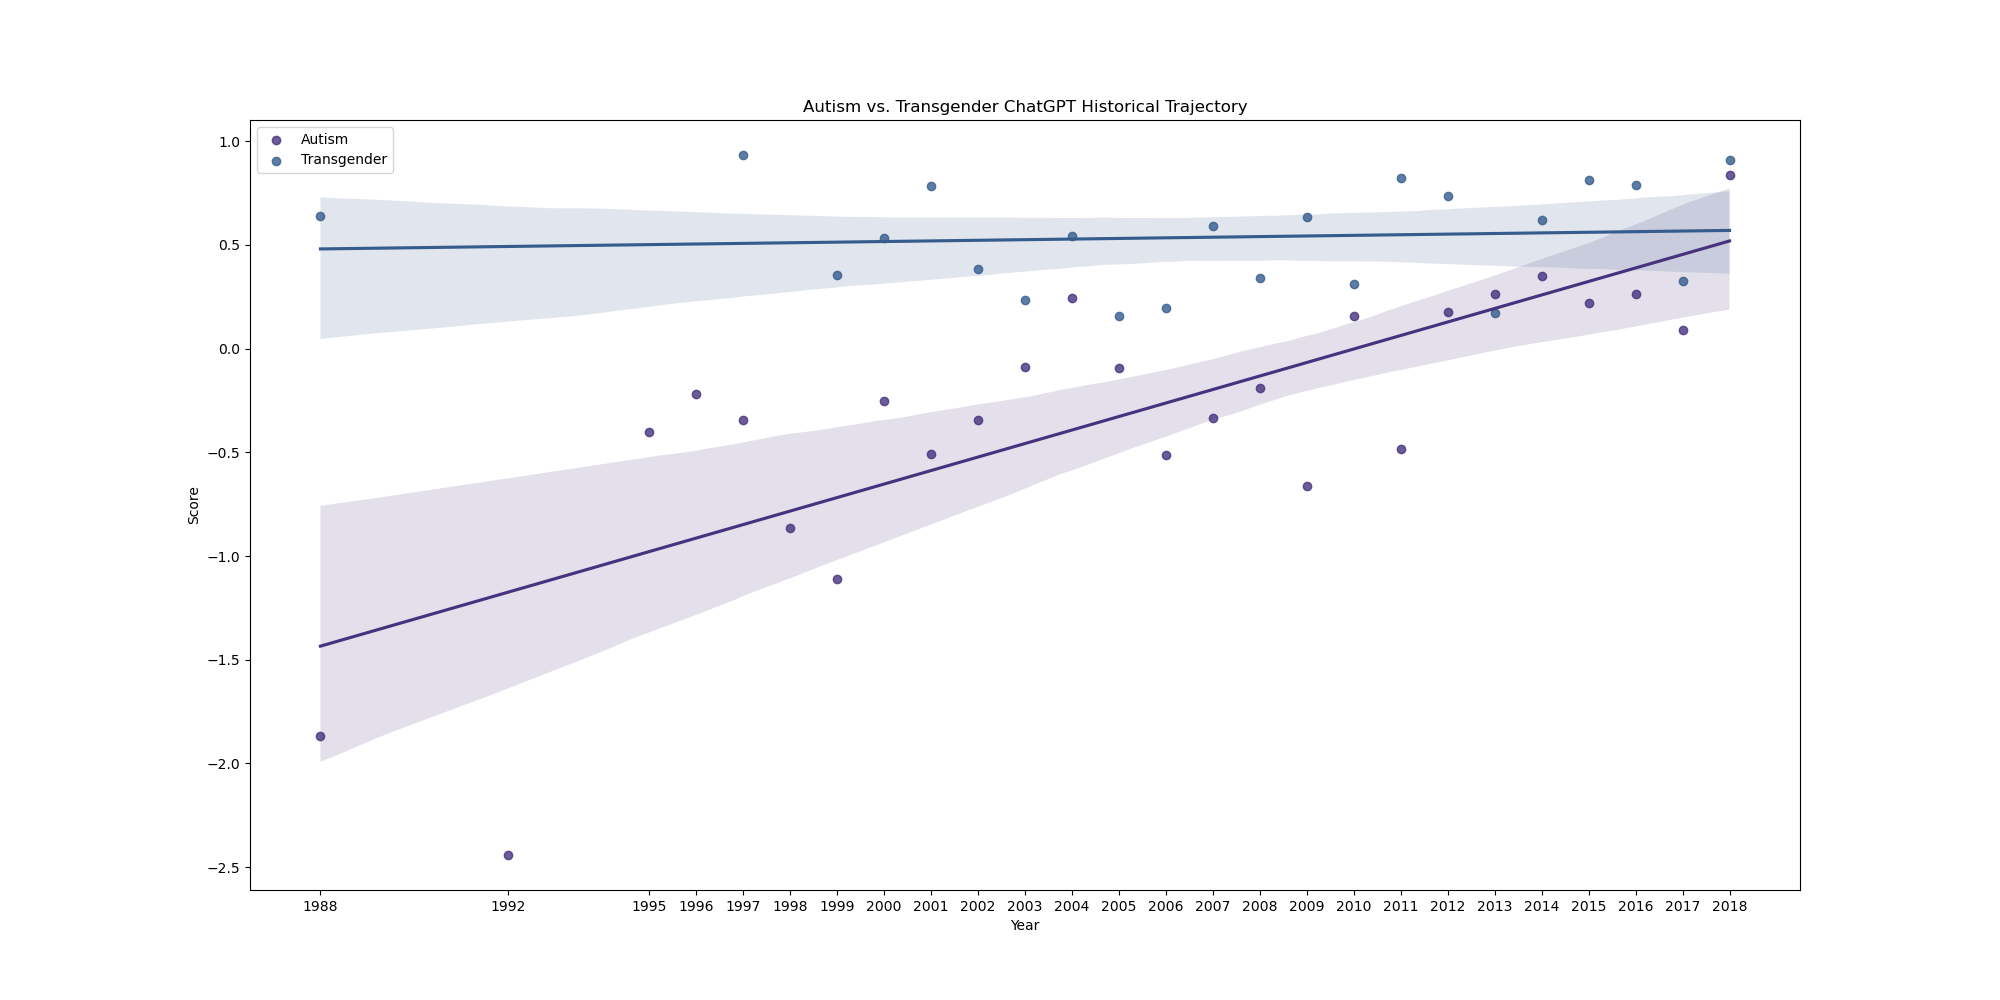 Autism vs. Transgender ChatGPT Historical Trajectory
Autism
Transgender
1.0
0.5
0.0
−0.5
−1.0
−1.5
−2.0
−2.5
Score
1988 1992 1995 1996 1997 1998 1999 2000 2001 2002 2003 2004 2005 2006 2007 2008 2009 2010 2011 2012 2013 2014 2015 2016 2017 2018
Year